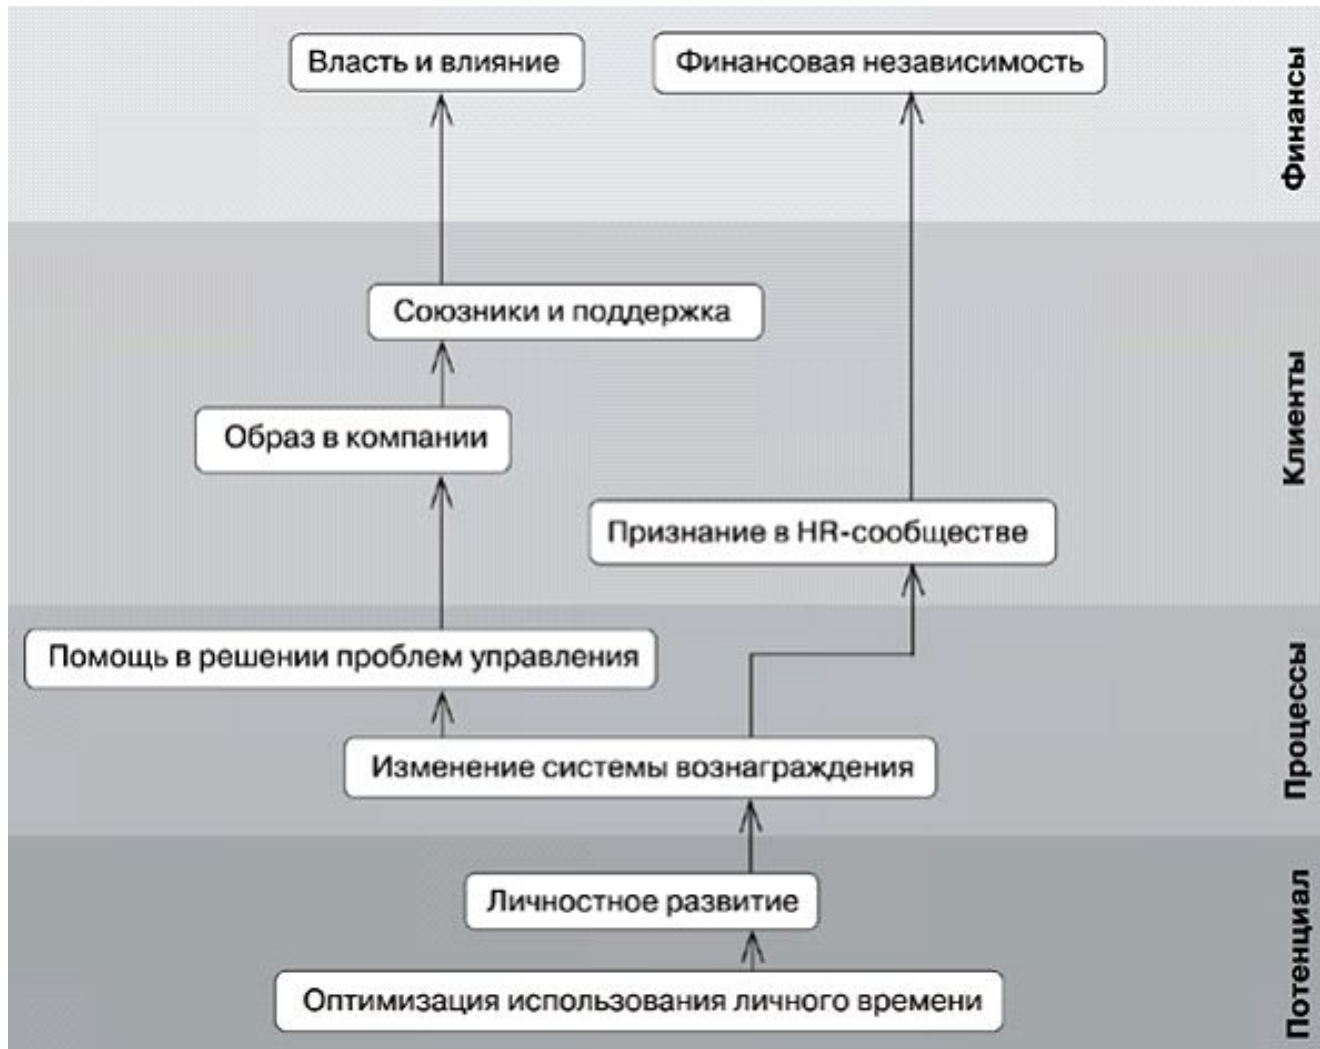 Власть и влияние
Финансовая независимость
Финансы
Союзники и поддержка
Образ в компании
Признание в HR-сообществе
Клиенты
Помощь в решении проблем управления
Изменение системы вознаграждения
Процессы
Личностное развитие
Оптимизация использования личного времени
Потенциал